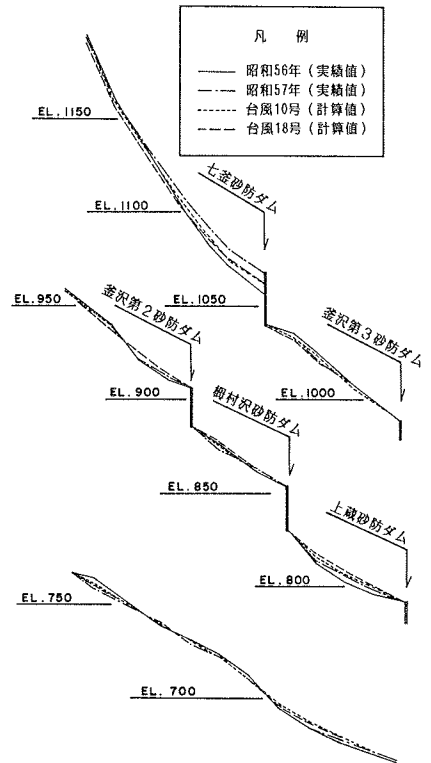 凡 例
昭和56年 (実績値)
昭和57年 (実績値)
台風10号 (計算値)
台風18号 (計算値)
EL.1150
七釜砂防ダム
EL.1100
EL.1050
釜沢第3砂防ダム
EL.950
釜沢第2砂防ダム
EL.1000
EL.900
栂村沢砂防ダム
EL.850
上蔵砂防ダム
EL.800
EL.750
EL.700